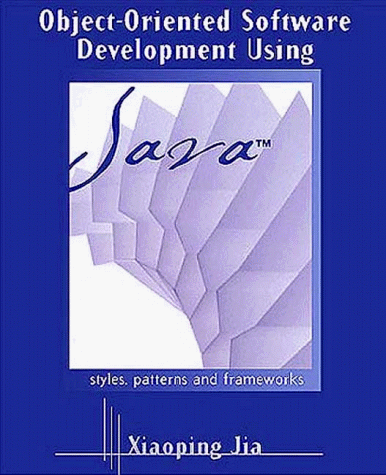 Object-Oriented Software
Development Using
Java™
styles, patterns and frameworks
Xiaoping Jia